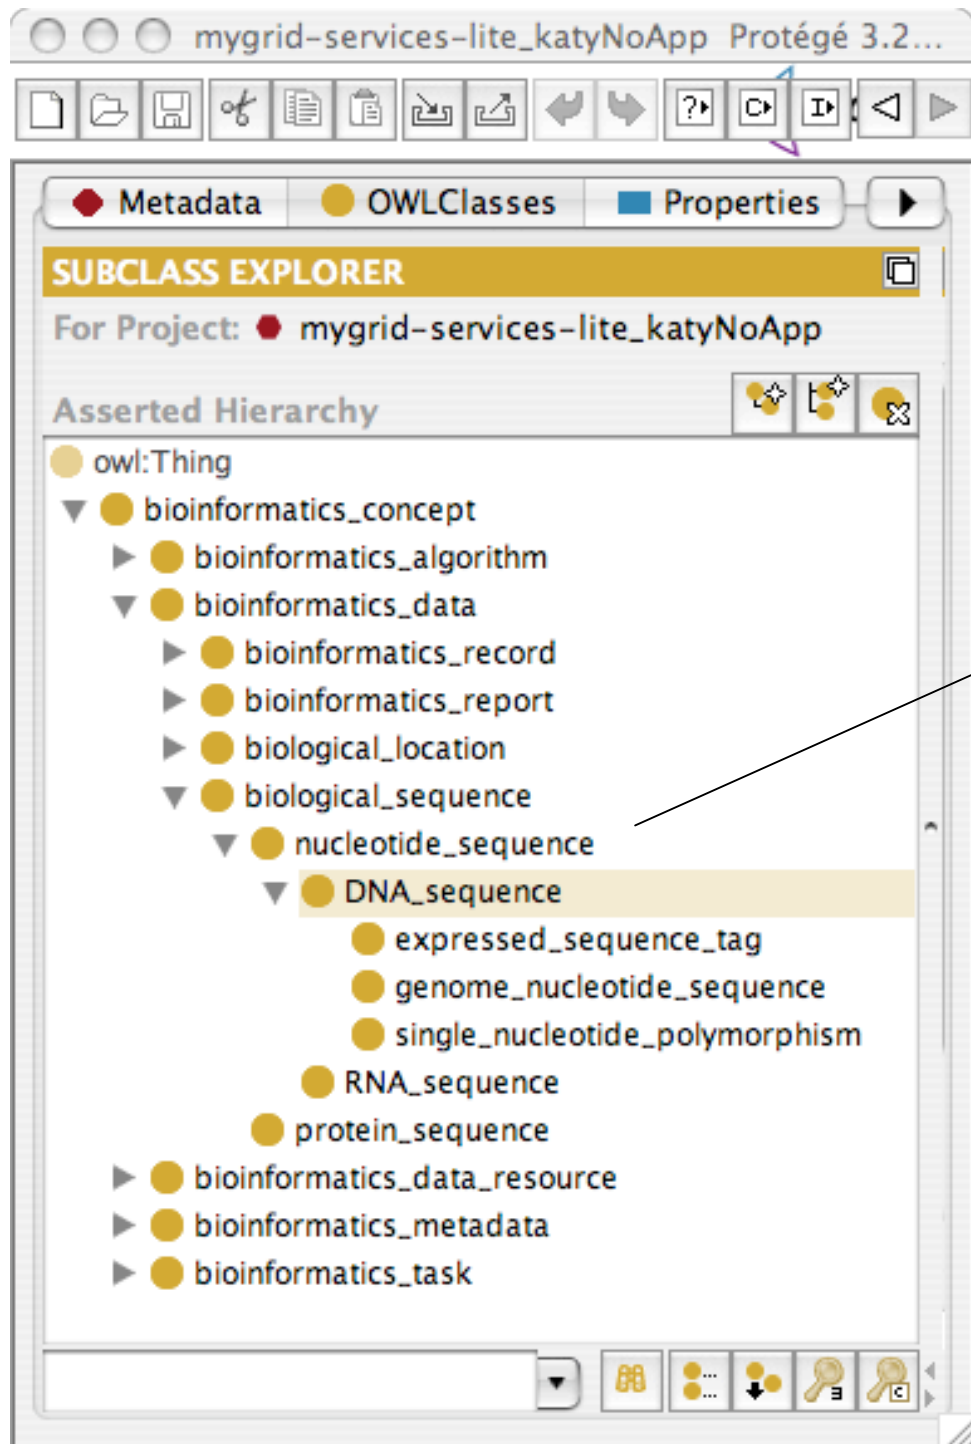 mygrid-services-lite_katyNoApp Protégé 3.2...
Metadata OWLClasses Properties
SUBCLASS EXPLORER
For Project: mygrid-services-lite_katyNoApp
Asserted Hierarchy
owl:Thing
bioinformatics_concept
bioinformatics_algorithm
bioinformatics_data
bioinformatics_record
bioinformatics_report
biological_location
biological_sequence
nucleotide_sequence
DNA_sequence
expressed_sequence_tag
genome_nucleotide_sequence
single_nucleotide_polymorphism
RNA_sequence
protein_sequence
bioinformatics_data_resource
bioinformatics_metadata
bioinformatics_task